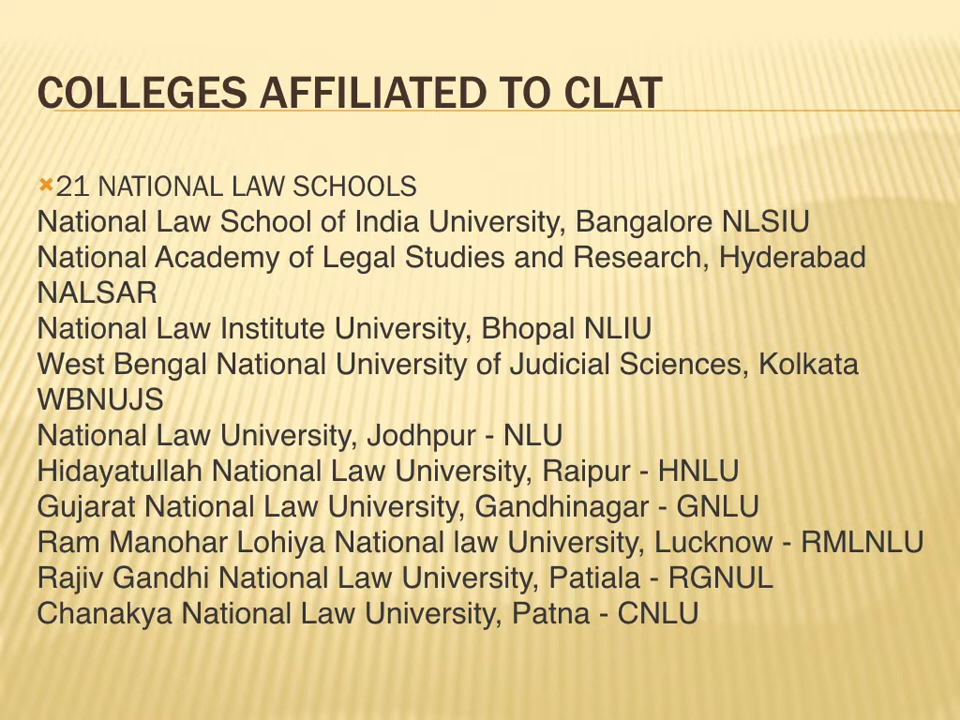 COLLEGES AFFILIATED TO CLAT
21 NATIONAL LAW SCHOOLS
National Law School of India University, Bangalore NLSIU
National Academy of Legal Studies and Research, Hyderabad
NALSAR
National Law Institute University, Bhopal NLIU
West Bengal National University of Judicial Sciences, Kolkata
WBNUJS
National Law University, Jodhpur - NLU
Hidayatullah National Law University, Raipur - HNLU
Gujarat National Law University, Gandhinagar - GNLU
Ram Manohar Lohiya National law University, Lucknow - RMLNLU
Rajiv Gandhi National Law University, Patiala - RGNUL
Chanakya National Law University, Patna - CNLU